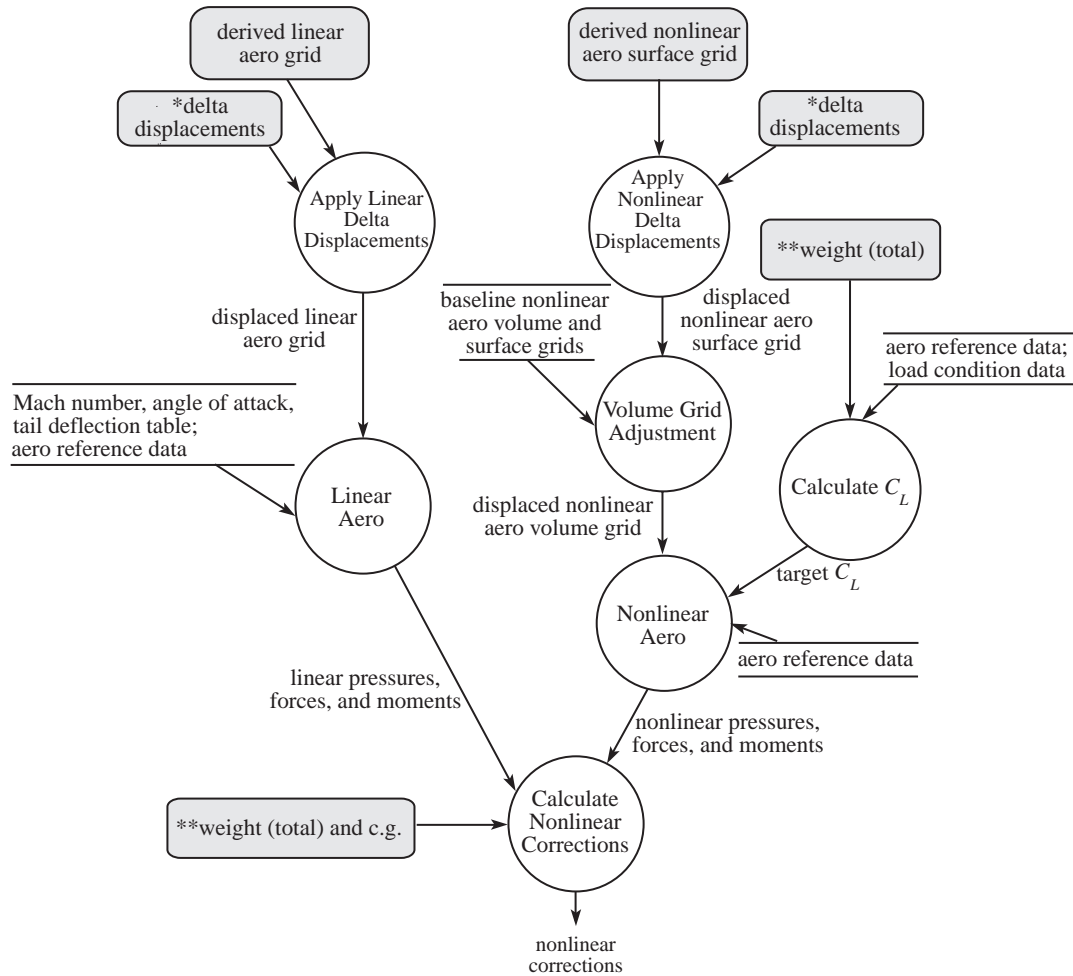 derived linear
aero grid
derived nonlinear
aero surface grid
*delta
displacements
*delta
displacements
Apply Linear
Delta
Displacements
Apply
Nonlinear
Delta
Displacements
**weight (total)
displaced linear
aero grid
baseline nonlinear
aero volume and
surface grids
displaced
nonlinear aero
surface grid
aero reference data;
load condition data
Mach number, angle of attack,
tail deflection table;
aero reference data
Volume Grid
Adjustment
Calculate C_L
Linear
Aero
displaced nonlinear
aero volume grid
target C_L
Nonlinear
Aero
aero reference data
linear pressures,
forces, and moments
nonlinear pressures,
forces, and moments
**weight (total) and c.g.
Calculate
Nonlinear
Corrections
nonlinear
corrections